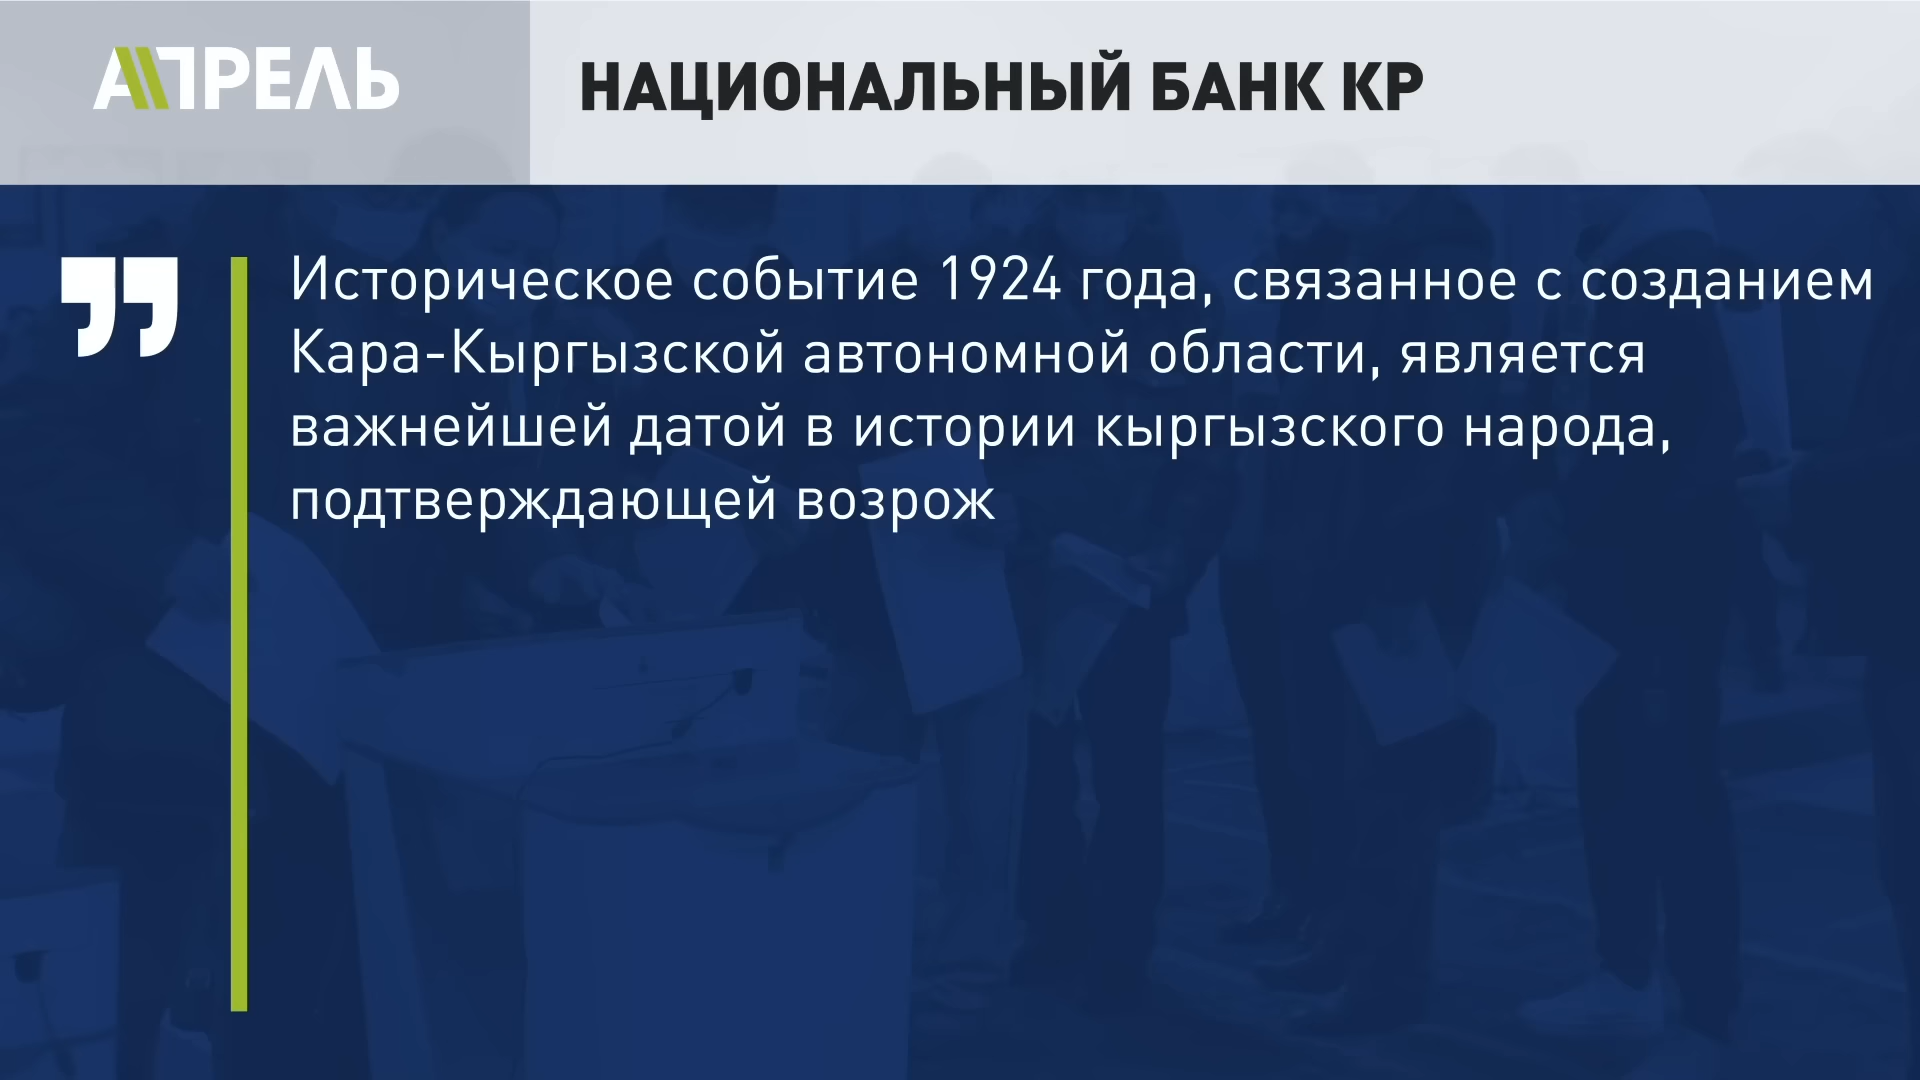 АПРЕЛЬ
НАЦИОНАЛЬНЫЙ БАНК КР
Историческое событие 1924 года, связанное с созданием
Кара-Кыргызской автономной области, является
важнейшей датой в истории кыргызского народа,
подтверждающей возрож